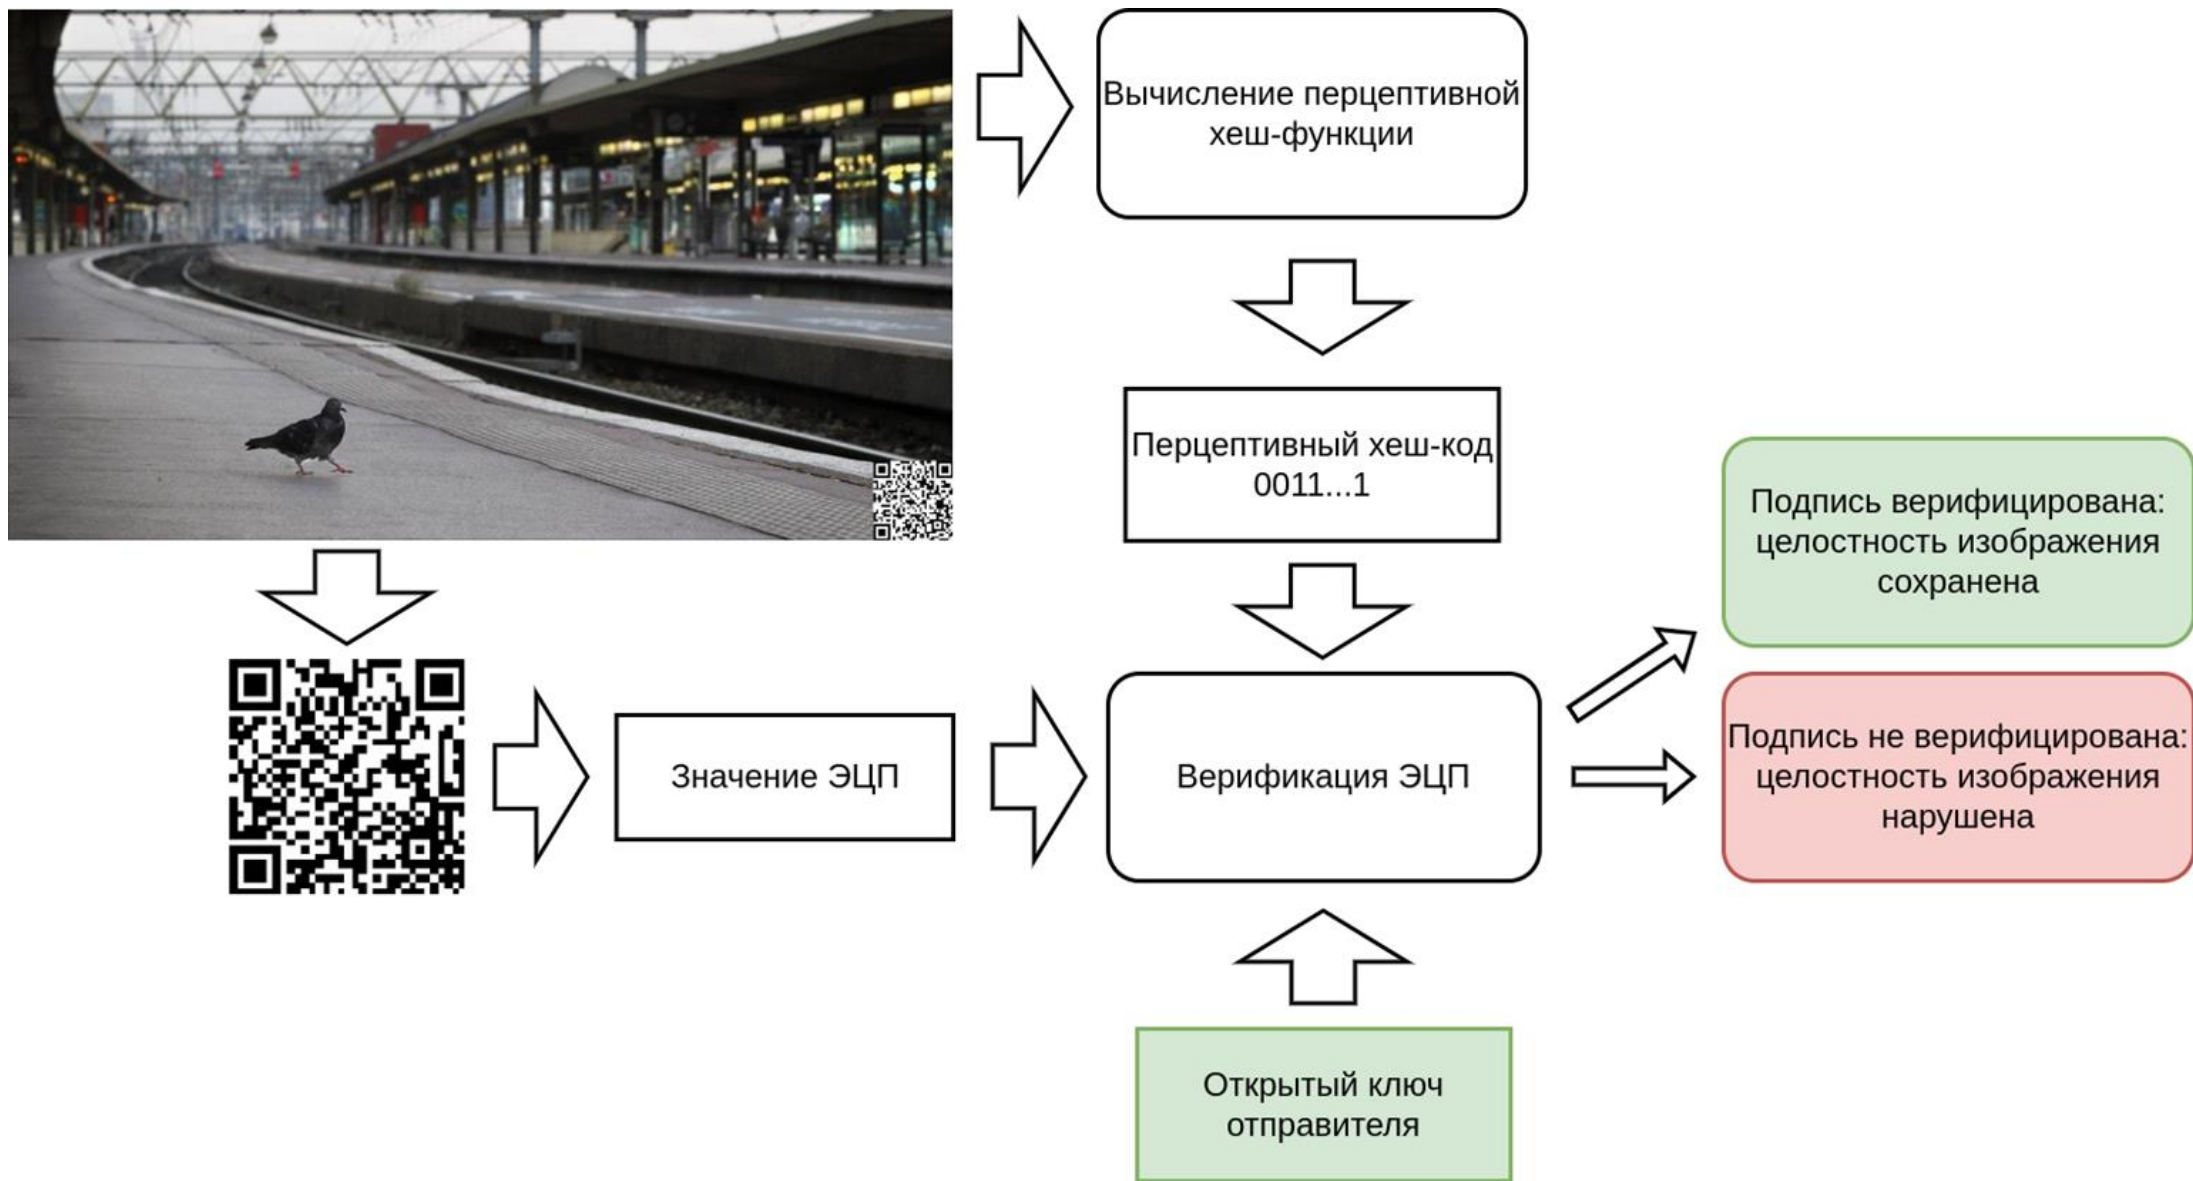 Вычисление перцептивной
хеш-функции
Перцептивный хеш-код
0011...1
Подпись верифицирована:
целостность изображения
сохранена
Значение ЭЦП
Верификация ЭЦП
Подпись не верифицирована:
целостность изображения
нарушена
Открытый ключ
отправителя